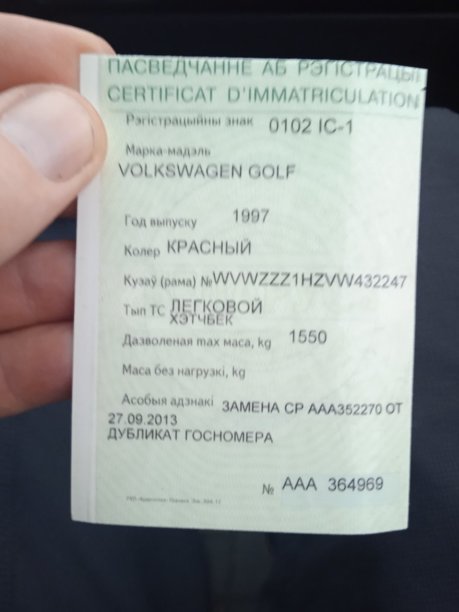 ПАСВЕДЧАННЕ АБ РЭГІСТРАЦЫІ
CERTIFICAT D'IMMATRICULATION
Рэгістрацыйны знак 0102 IC-1
Марка-мадэль
VOLKSWAGEN GOLF
Год выпуску 1997
Колер КРАСНЫЙ
Кузаў (рама) № WVWZZZ1HZVW432247
Тып ТС ЛЕГКОВОЙ
ХЭТЧБЕК
Дазволеная max маса, kg 1550
Маса без нагрузкі, kg
Асобыя адзнакі ЗАМЕНА СР ААА352270 ОТ
27.09.2013
ДУБЛИКАТ ГОСНОМЕРА
№ ААА 364969